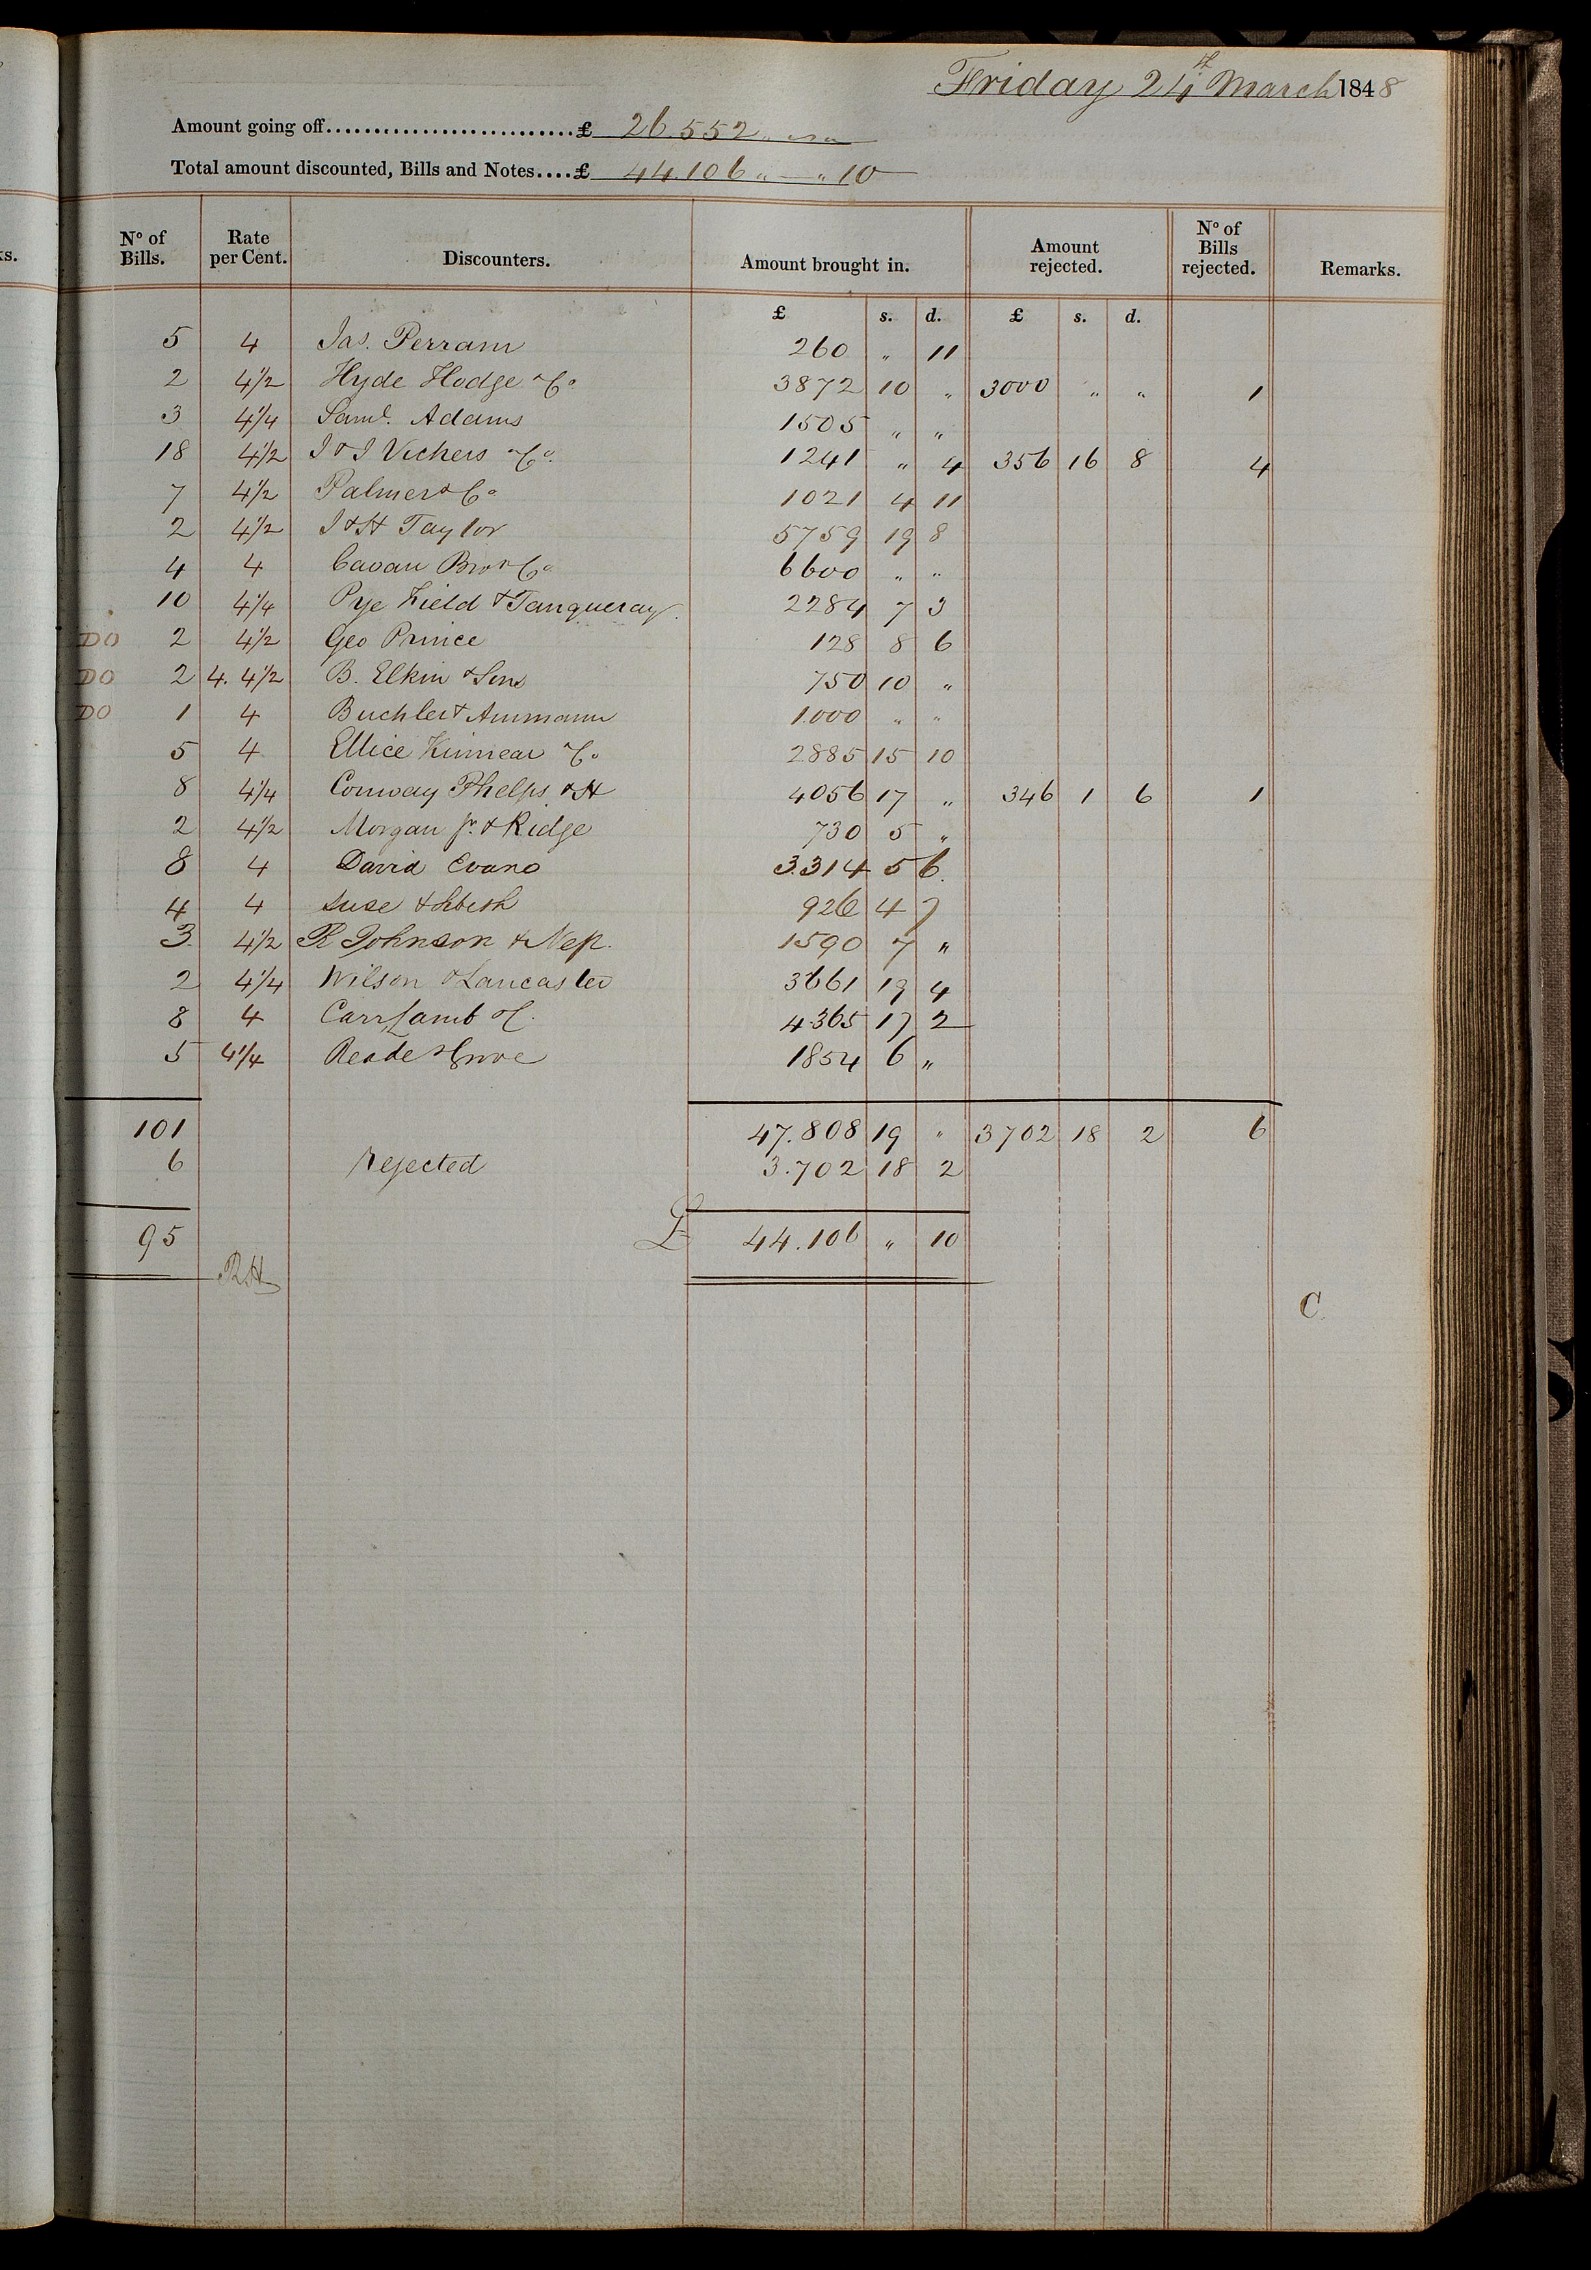 Friday 24th March 1848
Amount going off...........................£ 26.552 " " "
Total amount discounted, Bills and Notes....£ 44.106 " — " 10
No of Bills. Rate per Cent. Discounters. Amount brought in. Amount rejected. No of Bills rejected. Remarks.
£ s. d. £ s. d.
5 4 Jas. Perram 260 " 11
2 4½ Hyde Hodge & Co 3872 10 " 3000 " " 1
3 4¼ Saml. Adams 1505 " "
18 4½ J & J Vickers & Co. 1241 " 4 356 16 8 4
7 4½ Palmer & Co 1021 4 11
2 4½ J & H Taylor 5759 19 8
4 4 Cavan Bros & Co 6600 " "
10 4¼ Pye Field & Tanqueray 2284 7 3
DO 2 4½ Geo Prince 128 8 6
DO 2 4. 4½ B. Elkin & Sons 750 10 "
DO 1 4 Buchler & Ammann 1.000 " "
5 4 Ellice Kinnear & Co 2885 15 10
8 4¼ Conway Phelps & H 4056 17 " 346 1 6 1
2 4½ Morgan Jr. & Ridge 730 5 "
8 4 David Evans 3.314 5 6.
4 4 Suse & Sibeth 926 4 7
3 4½ R Johnson & Nep. 1590 7 "
2 4¼ Wilson & Lancaster 3661 19 4
8 4 Carr Lamb & C. 4365 17 2
5 4¼ Reade & 1854 6 "
101 47.808 19 " 3702 18 2 6
6 Rejected 3.702 18 2
95 £ 44.106 " 10
RH
C